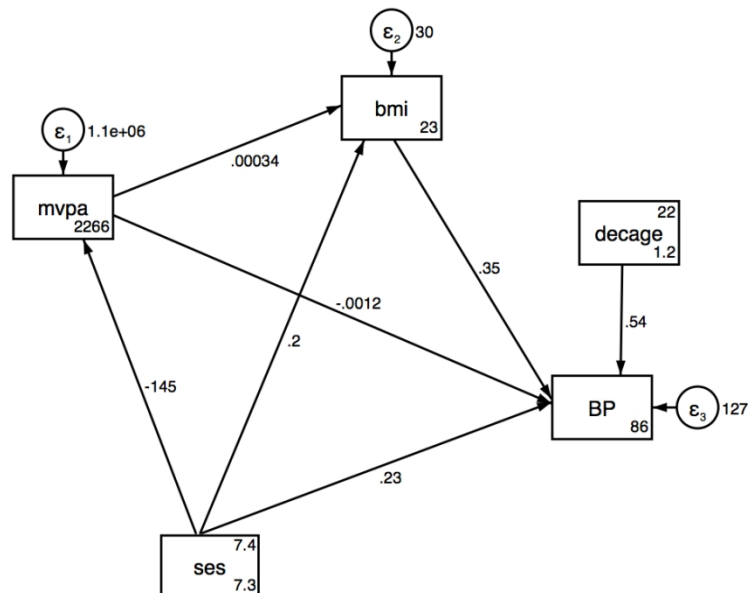 ε2 30
bmi
23
ε1 1.1e+06
.00034
mvpa
2266
22
decage
1.2
.35
-.0012
.2
.54
-145
BP
86
ε3 127
.23
7.4
ses
7.3